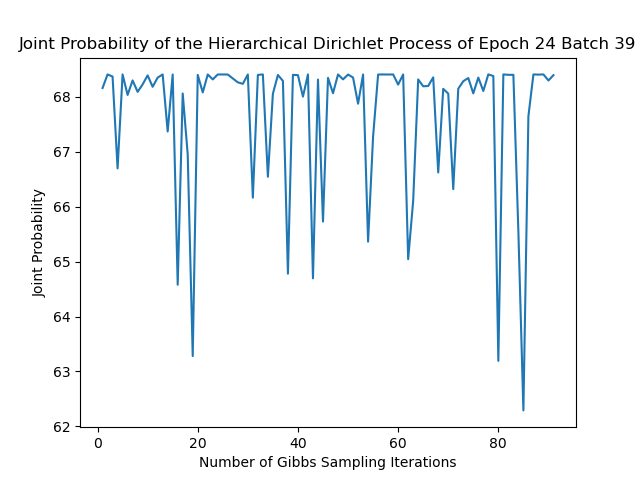 Joint Probability of the Hierarchical Dirichlet Process of Epoch 24 Batch 39
68
67
66
65
64
63
62
Joint Probability
0 20 40 60 80
Number of Gibbs Sampling Iterations